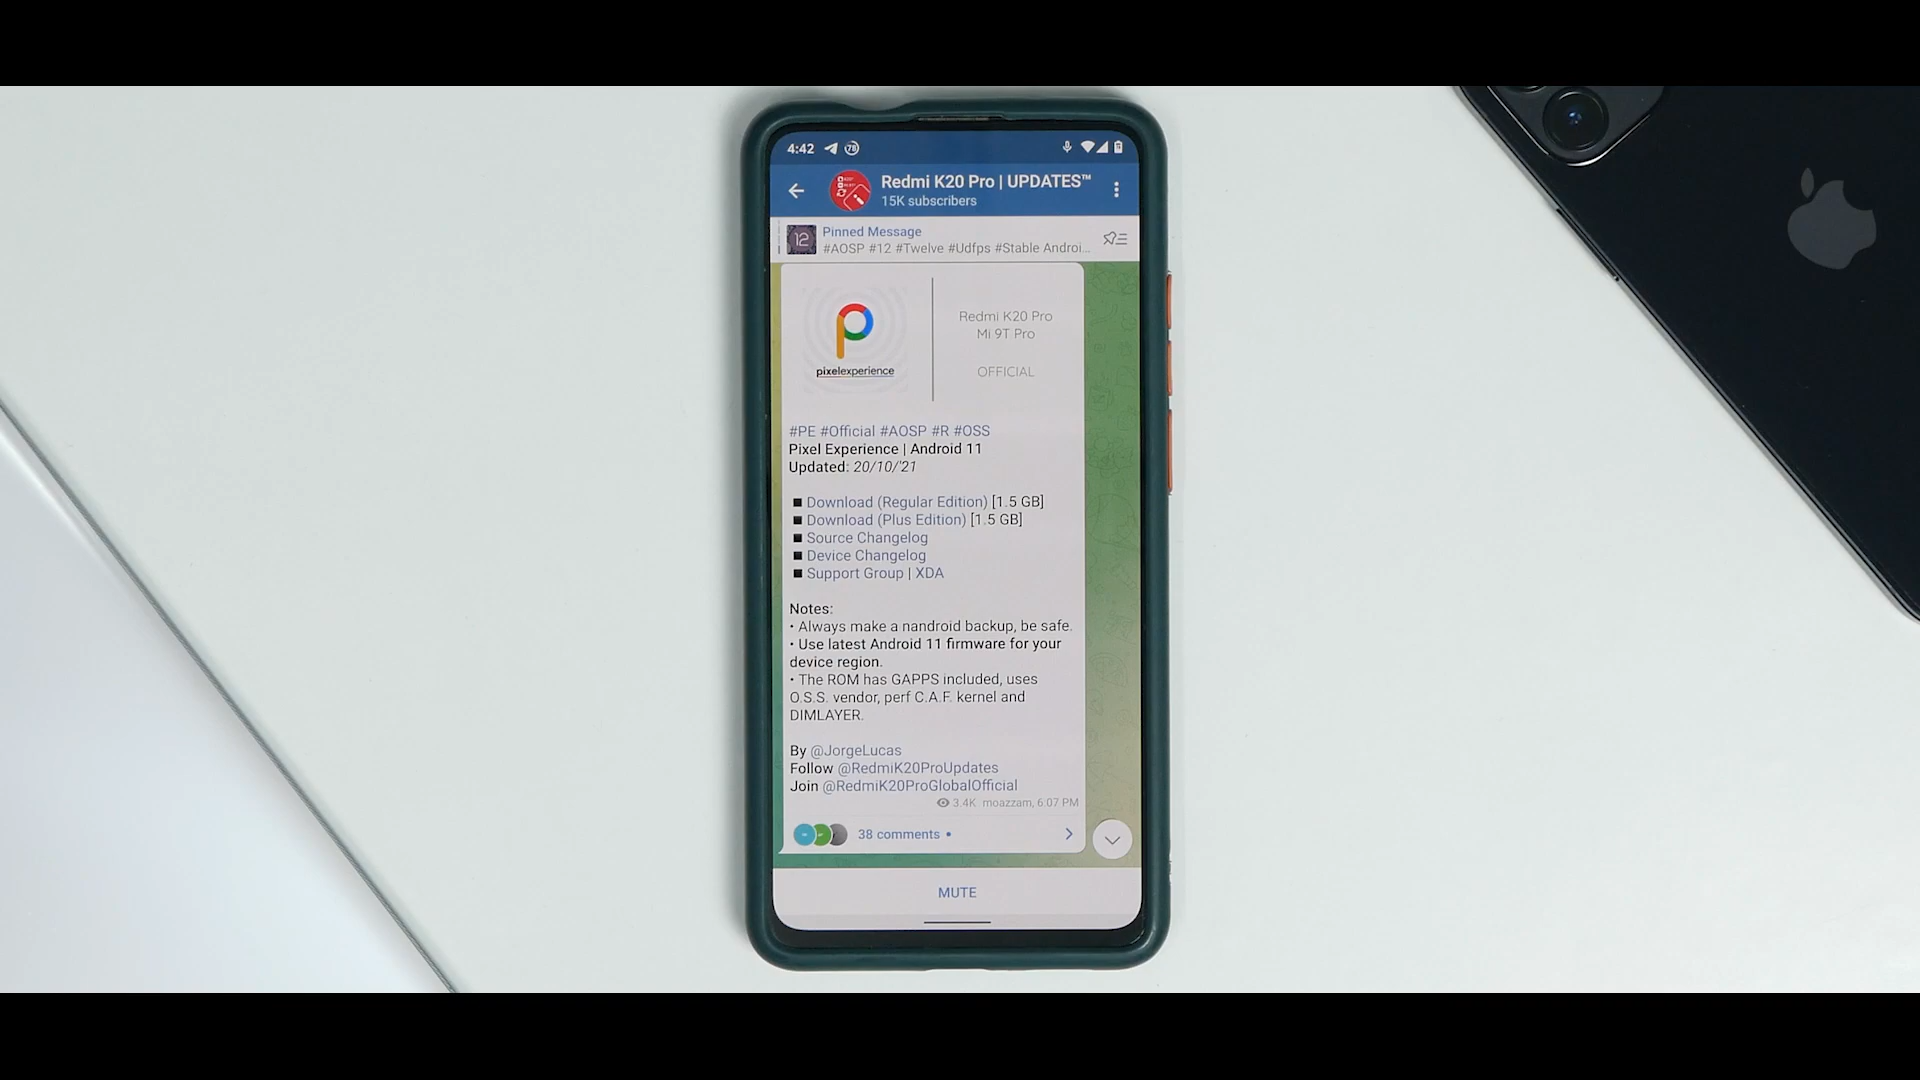 4:42
78
Redmi K20 Pro | UPDATES™
15K subscribers
12
Pinned Message
#AOSP #12 #Twelve #Udfps #Stable Androi...
pixelexperience
Redmi K20 Pro
Mi 9T Pro
OFFICIAL
#PE #Official #AOSP #R #OSS
Pixel Experience | Android 11
Updated: 20/10/'21
■ Download (Regular Edition) [1.5 GB]
■ Download (Plus Edition) [1.5 GB]
■ Source Changelog
■ Device Changelog
■ Support Group | XDA
Notes:
• Always make a nandroid backup, be safe.
• Use latest Android 11 firmware for your
device region.
• The ROM has GAPPS included, uses
O.S.S. vendor, perf C.A.F. kernel and
DIMLAYER.
By @JorgeLucas
Follow @RedmiK20ProUpdates
Join @RedmiK20ProGlobalOfficial
3.4K moazzam, 6:07 PM
38 comments •
MUTE